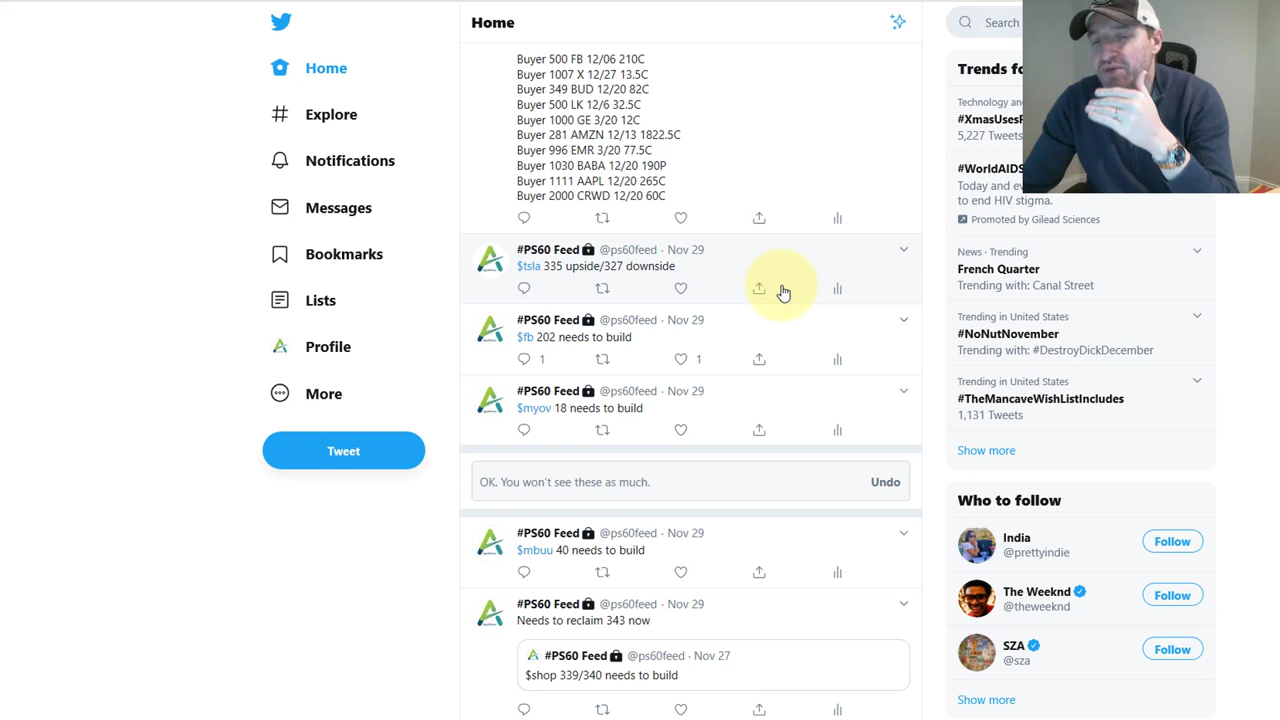 Home
Explore
Notifications
Messages
Bookmarks
Lists
Profile
More
Tweet
Home
Buyer 500 FB 12/06 210C
Buyer 1007 X 12/27 13.5C
Buyer 349 BUD 12/20 82C
Buyer 500 LK 12/6 32.5C
Buyer 1000 GE 3/20 12C
Buyer 281 AMZN 12/13 1822.5C
Buyer 996 EMR 3/20 77.5C
Buyer 1030 BABA 12/20 190P
Buyer 1111 AAPL 12/20 265C
Buyer 2000 CRWD 12/20 60C
#PS60 Feed @ps60feed · Nov 29
$tsla 335 upside/327 downside
#PS60 Feed @ps60feed · Nov 29
$fb 202 needs to build
1 1
#PS60 Feed @ps60feed · Nov 29
$myov 18 needs to build
OK. You won't see these as much. Undo
#PS60 Feed @ps60feed · Nov 29
$mbuu 40 needs to build
#PS60 Feed @ps60feed · Nov 29
Needs to reclaim 343 now
#PS60 Feed @ps60feed · Nov 27
$shop 339/340 needs to build
Search
Trends
Technology
5,227 Tweets
Today and
to end HIV stigma.
Promoted by Gilead Sciences
News · Trending
French Quarter
Trending with: Canal Street
Trending in United States
#NoNutNovember
Trending with: #DestroyDickDecember
Trending in United States
#TheMancaveWishListIncludes
1,131 Tweets
Show more
Who to follow
India
@prettyindie
Follow
The Weeknd
@theweeknd
Follow
SZA
@sza
Follow
Show more